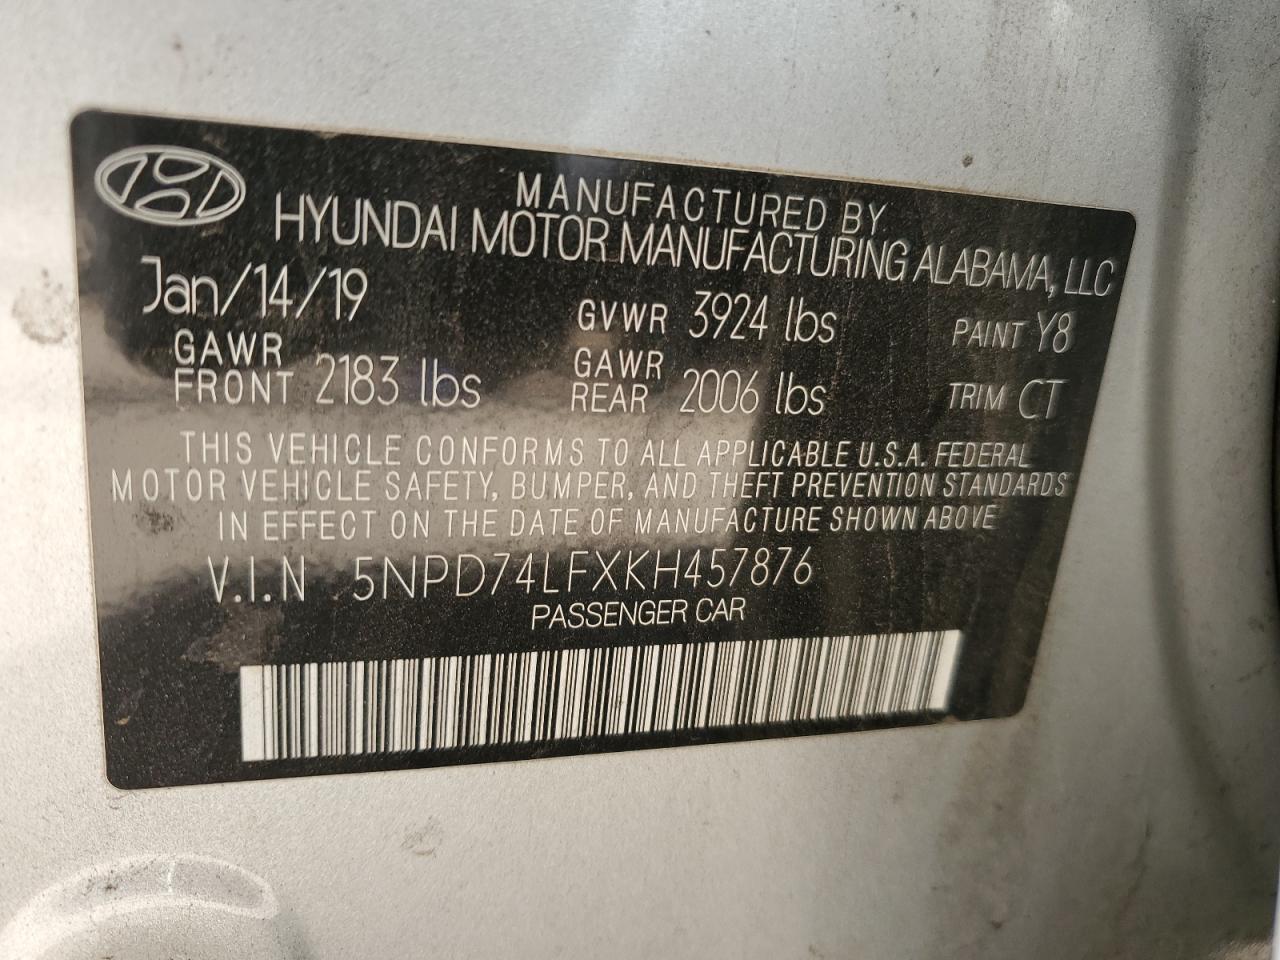 MANUFACTURED BY
HYUNDAI MOTOR MANUFACTURING ALABAMA, LLC
Jan/14/19
GVWR 3924 lbs
PAINT Y8
GAWR FRONT 2183 lbs
GAWR REAR 2006 lbs
TRIM CT
THIS VEHICLE CONFORMS TO ALL APPLICABLE U.S.A. FEDERAL
MOTOR VEHICLE SAFETY, BUMPER, AND THEFT PREVENTION STANDARDS
IN EFFECT ON THE DATE OF MANUFACTURE SHOWN ABOVE
V.I.N 5NPD74LFXKH457876
PASSENGER CAR